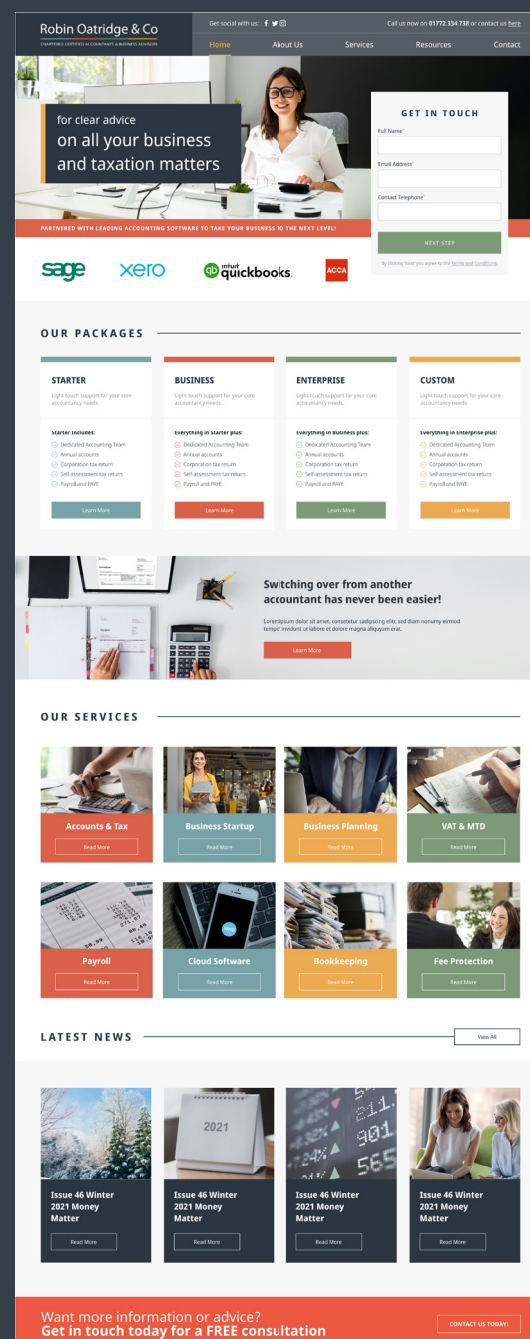 Robin Oatridge & Co
CHARTERED CERTIFIED ACCOUNTANTS & BUSINESS ADVISORS
Get social with us:
Call us now on 01772 334 738 or contact us here
Home
About Us
Services
Resources
Contact
for clear advice
on all your business
and taxation matters
GET IN TOUCH
Full Name*
Email Address*
Contact Telephone*
NEXT STEP
By clicking 'next' you agree to the Terms and Conditions.
PARTNERED WITH LEADING ACCOUNTING SOFTWARE TO TAKE YOUR BUSINESS TO THE NEXT LEVEL!
sage
xero
qb
intuit
quickbooks.
ACCA
OUR PACKAGES
STARTER
Light touch support for your core
accountancy needs.
Starter Includes:
Dedicated Accounting Team
Annual accounts
Corporation tax return
Self-assessment tax return
Payroll and PAYE
Learn More
BUSINESS
Light touch support for your core
accountancy needs.
Everything in Starter plus:
Dedicated Accounting Team
Annual accounts
Corporation tax return
Self-assessment tax return
Payroll and PAYE
Learn More
ENTERPRISE
Light touch support for your core
accountancy needs.
Everything in Business plus:
Dedicated Accounting Team
Annual accounts
Corporation tax return
Self-assessment tax return
Payroll and PAYE
Learn More
CUSTOM
Light touch support for your core
accountancy needs.
Everything in Enterprise plus:
Dedicated Accounting Team
Annual accounts
Corporation tax return
Self-assessment tax return
Payroll and PAYE
Learn More
Switching over from another
accountant has never been easier!
Loremipsum dolor sit amet, consetetur sadipscing elitr, sed diam nonumy eirmod
tempor invidunt ut labore et dolore magna aliquyam erat.
Learn More
OUR SERVICES
Accounts & Tax
Read More
Business Startup
Read More
Business Planning
Read More
VAT & MTD
Read More
Payroll
Read More
Cloud Software
Read More
Bookkeeping
Read More
Fee Protection
Read More
LATEST NEWS
View All
Issue 46 Winter
2021 Money
Matter
Read More
2021
Issue 46 Winter
2021 Money
Matter
Read More
211.
901
565
Issue 46 Winter
2021 Money
Matter
Read More
Issue 46 Winter
2021 Money
Matter
Read More
Want more information or advice?
Get in touch today for a FREE consultation
CONTACT US TODAY!